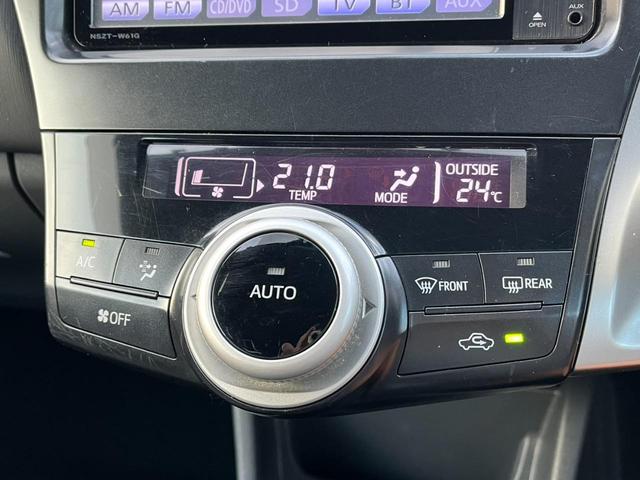 AM FM CD/DVD SD TV BT AUX
NSZT-W61G
OPEN
AUX
21.0
TEMP
MODE
OUTSIDE
24°C
A/C
AUTO
FRONT
REAR
OFF